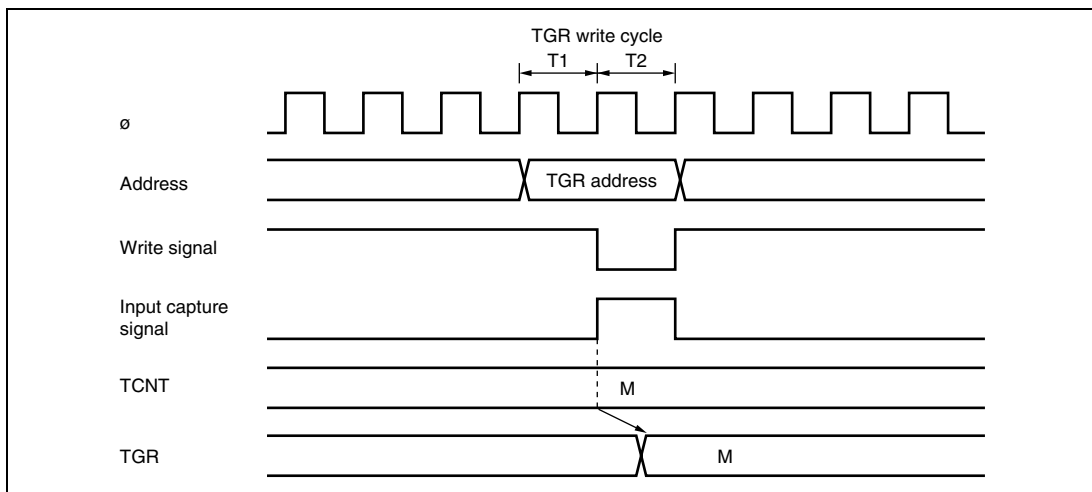 TGR write cycle
T1 T2
ø
Address TGR address
Write signal
Input capture
signal
TCNT M
TGR M